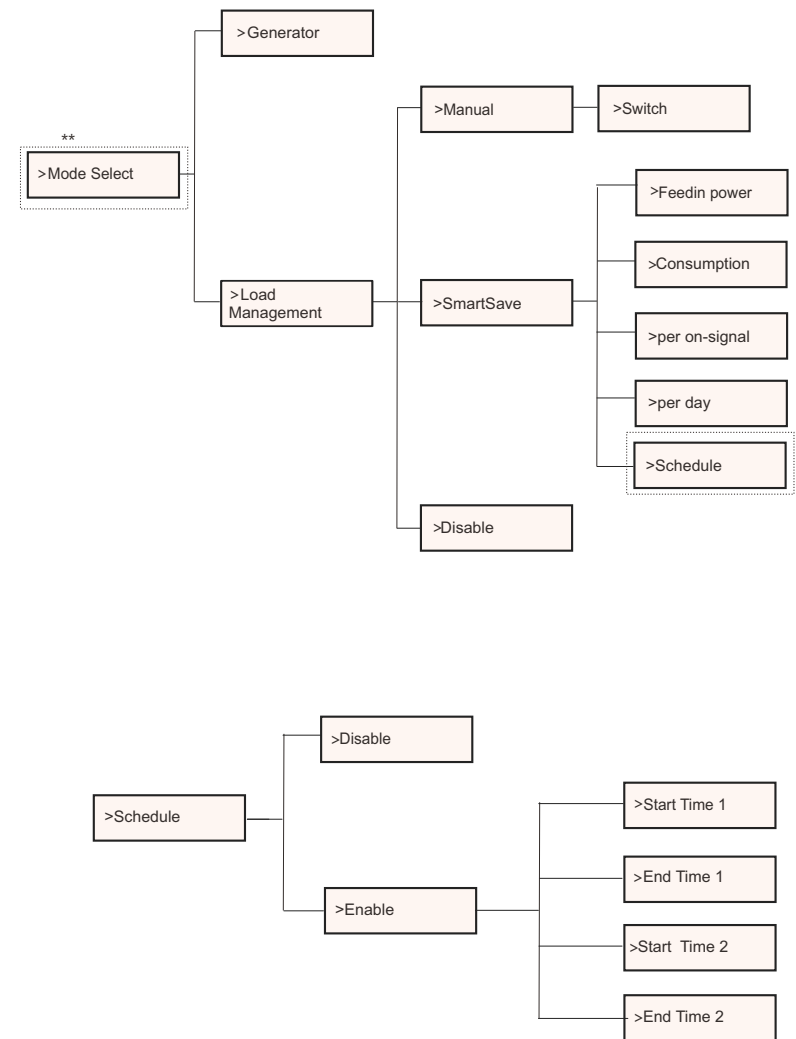 >Generator
>Manual
>Switch
**
>Mode Select
>Feedin power
>Consumption
>Load
Management
>SmartSave
>per on-signal
>per day
>Schedule
>Disable
>Disable
>Schedule
>Start Time 1
>End Time 1
>Enable
>Start Time 2
>End Time 2